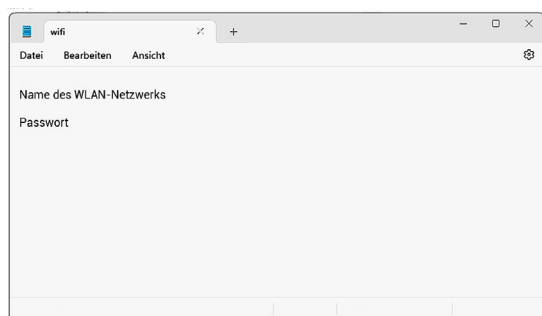 wifi
Datei Bearbeiten Ansicht
Name des WLAN-Netzwerks
Passwort